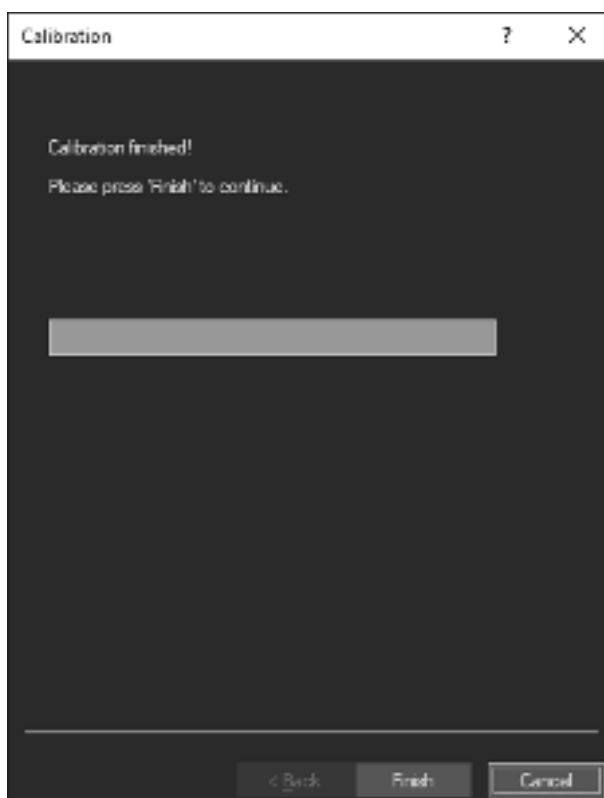 Calibration ?
Calibration finished!
Please press 'Finish' to continue.
< Back Finish Cancel